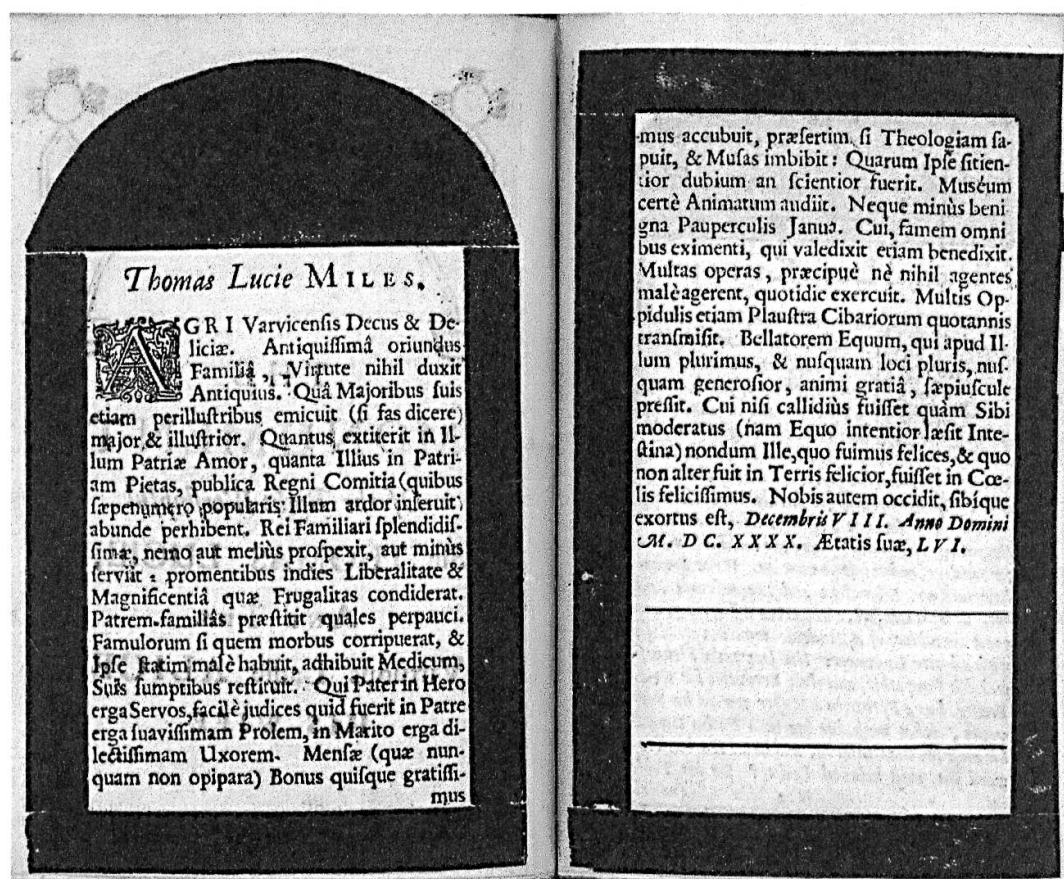 Thomas Lucie MILES.
AGRI Varvicensis Decus & De-
liciæ. Antiquiſſimâ oriundus
Familiâ, Virtute nihil duxit
Antiquius. Quâ Majoribus ſuis
etiam perilluſtribus emicuit (ſi fas dicere)
major & illuſtrior. Quantus extiterit in Il-
lum Patriæ Amor, quanta Illius in Patri-
am Pietas, publica Regni Comitia (quibus
ſæpenumero popularis Illum ardor inſeruit)
abunde perhibent. Rei Familiari ſplendidiſ-
ſimæ, nemo aut meliùs proſpexit, aut minùs
ſerviit: promentibus indies Liberalitate &
Magnificentiâ quæ Frugalitas condiderat.
Patrem-familiâs præſtitit quales perpauci.
Famulorum ſi quem morbus corripuerat, &
Ipſe ſtatim malè habuit, adhibuit Medicum,
Suis ſumptibus reſtituit. Qui Pater in Hero
erga Servos, facilè judices quid fuerit in Patre
erga ſuaviſſimam Prolem, in Marito erga di-
lectiſſimam Uxorem. Menſæ (quæ nun-
quam non opipara) Bonus quiſque gratiſſi-
mus
mus accubuit, præſertim ſi Theologiam ſa-
puit, & Muſas imbibit: Quarum Ipſe ſitien-
tior dubium an ſcientior fuerit. Muséum
certè Animatum audiit. Neque minùs beni
gna Pauperculis Janua. Cui, famem omni
bus eximenti, qui valedixit etiam benedixit.
Multas operas, præcipuè nè nihil agentes
malè agerent, quotidie exercuit. Multis Op-
pidulis etiam Plauſtra Cibariorum quotannis
tranſmiſit. Bellatorem Equum, qui apud Il-
lum plurimus, & nuſquam loci pluris, nuſ-
quam generoſior, animi gratiâ, ſæpiuſcule
preſſit. Cui niſi callidiùs fuiſſet quàm Sibi
moderatus (nam Equo intentior læſit Inte-
ſtina) nondum Ille, quo fuimus felices, & quo
non alter fuit in Terris felicior, fuiſſet in Cœ-
lis feliciſſimus. Nobis autem occidit, ſibíque
exortus eſt, Decembris VIII. Anno Domini
M. DC. XXXX. Ætatis ſuæ, LVI.